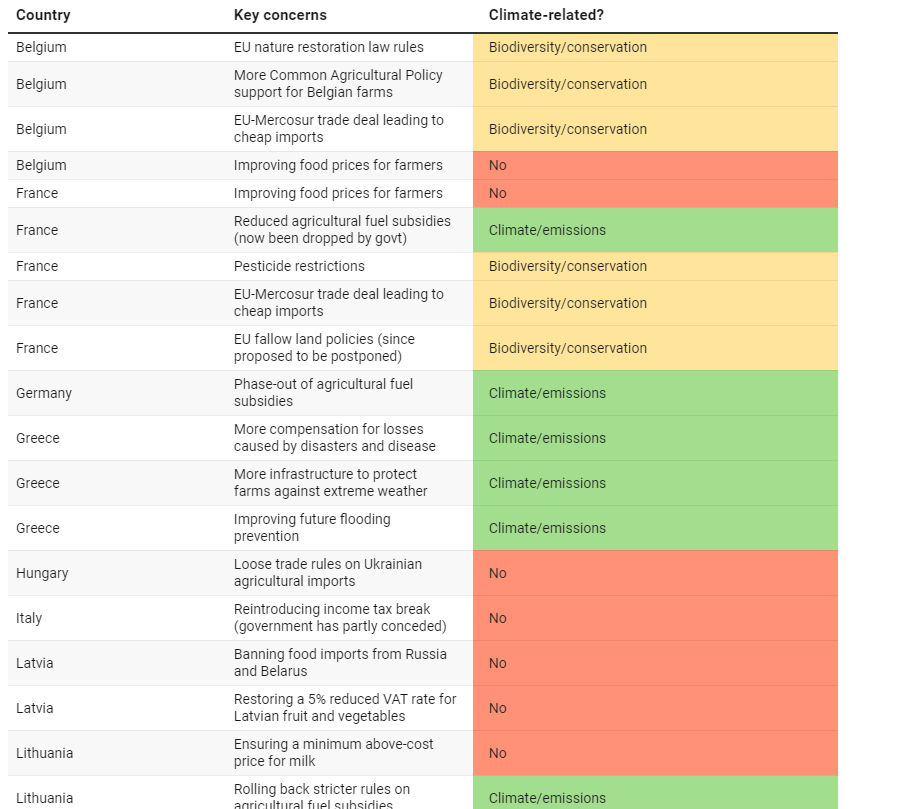 Country Key concerns Climate-related?
Belgium EU nature restoration law rules Biodiversity/conservation
Belgium More Common Agricultural Policy support for Belgian farms Biodiversity/conservation
Belgium EU-Mercosur trade deal leading to cheap imports Biodiversity/conservation
Belgium Improving food prices for farmers No
France Improving food prices for farmers No
France Reduced agricultural fuel subsidies (now been dropped by govt) Climate/emissions
France Pesticide restrictions Biodiversity/conservation
France EU-Mercosur trade deal leading to cheap imports Biodiversity/conservation
France EU fallow land policies (since proposed to be postponed) Biodiversity/conservation
Germany Phase-out of agricultural fuel subsidies Climate/emissions
Greece More compensation for losses caused by disasters and disease Climate/emissions
Greece More infrastructure to protect farms against extreme weather Climate/emissions
Greece Improving future flooding prevention Climate/emissions
Hungary Loose trade rules on Ukrainian agricultural imports No
Italy Reintroducing income tax break (government has partly conceded) No
Latvia Banning food imports from Russia and Belarus No
Latvia Restoring a 5% reduced VAT rate for Latvian fruit and vegetables No
Lithuania Ensuring a minimum above-cost price for milk No
Lithuania Rolling back stricter rules on agricultural fuel subsidies Climate/emissions